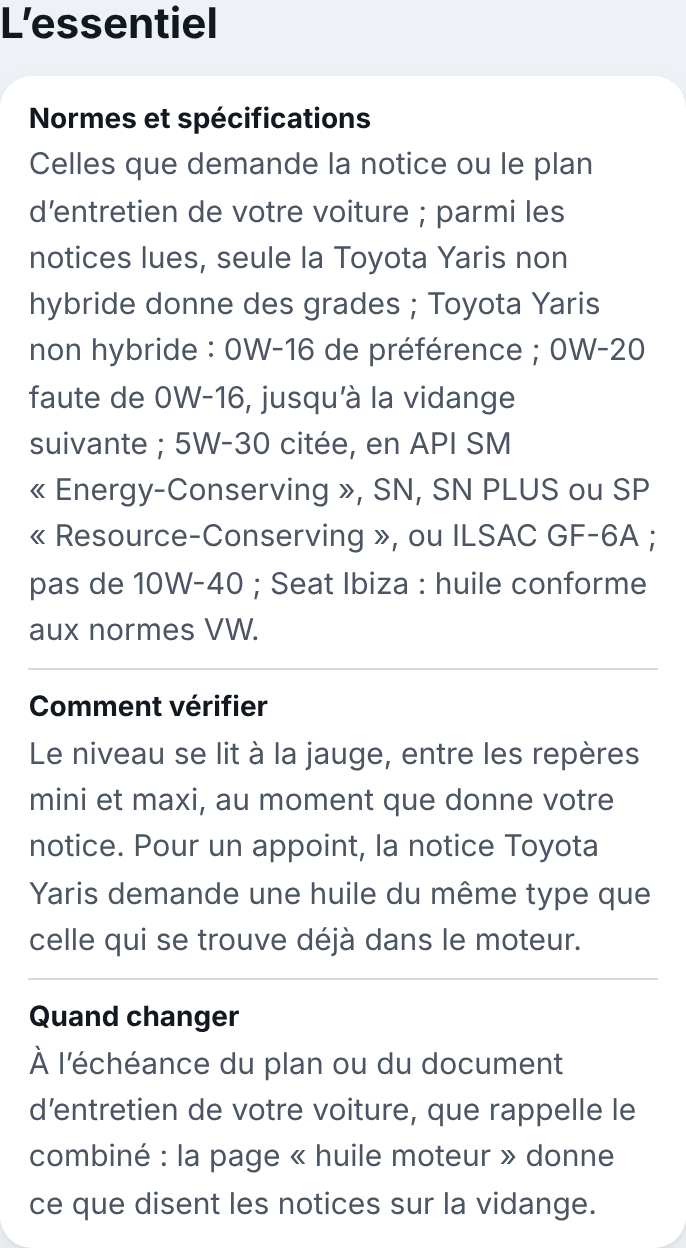 L’essentiel
Normes et spécifications
Celles que demande la notice ou le plan
d’entretien de votre voiture ; parmi les
notices lues, seule la Toyota Yaris non
hybride donne des grades ; Toyota Yaris
non hybride : 0W-16 de préférence ; 0W-20
faute de 0W-16, jusqu’à la vidange
suivante ; 5W-30 citée, en API SM
« Energy-Conserving », SN, SN PLUS ou SP
« Resource-Conserving », ou ILSAC GF-6A ;
pas de 10W-40 ; Seat Ibiza : huile conforme
aux normes VW.
Comment vérifier
Le niveau se lit à la jauge, entre les repères
mini et maxi, au moment que donne votre
notice. Pour un appoint, la notice Toyota
Yaris demande une huile du même type que
celle qui se trouve déjà dans le moteur.
Quand changer
À l’échéance du plan ou du document
d’entretien de votre voiture, que rappelle le
combiné : la page « huile moteur » donne
ce que disent les notices sur la vidange.